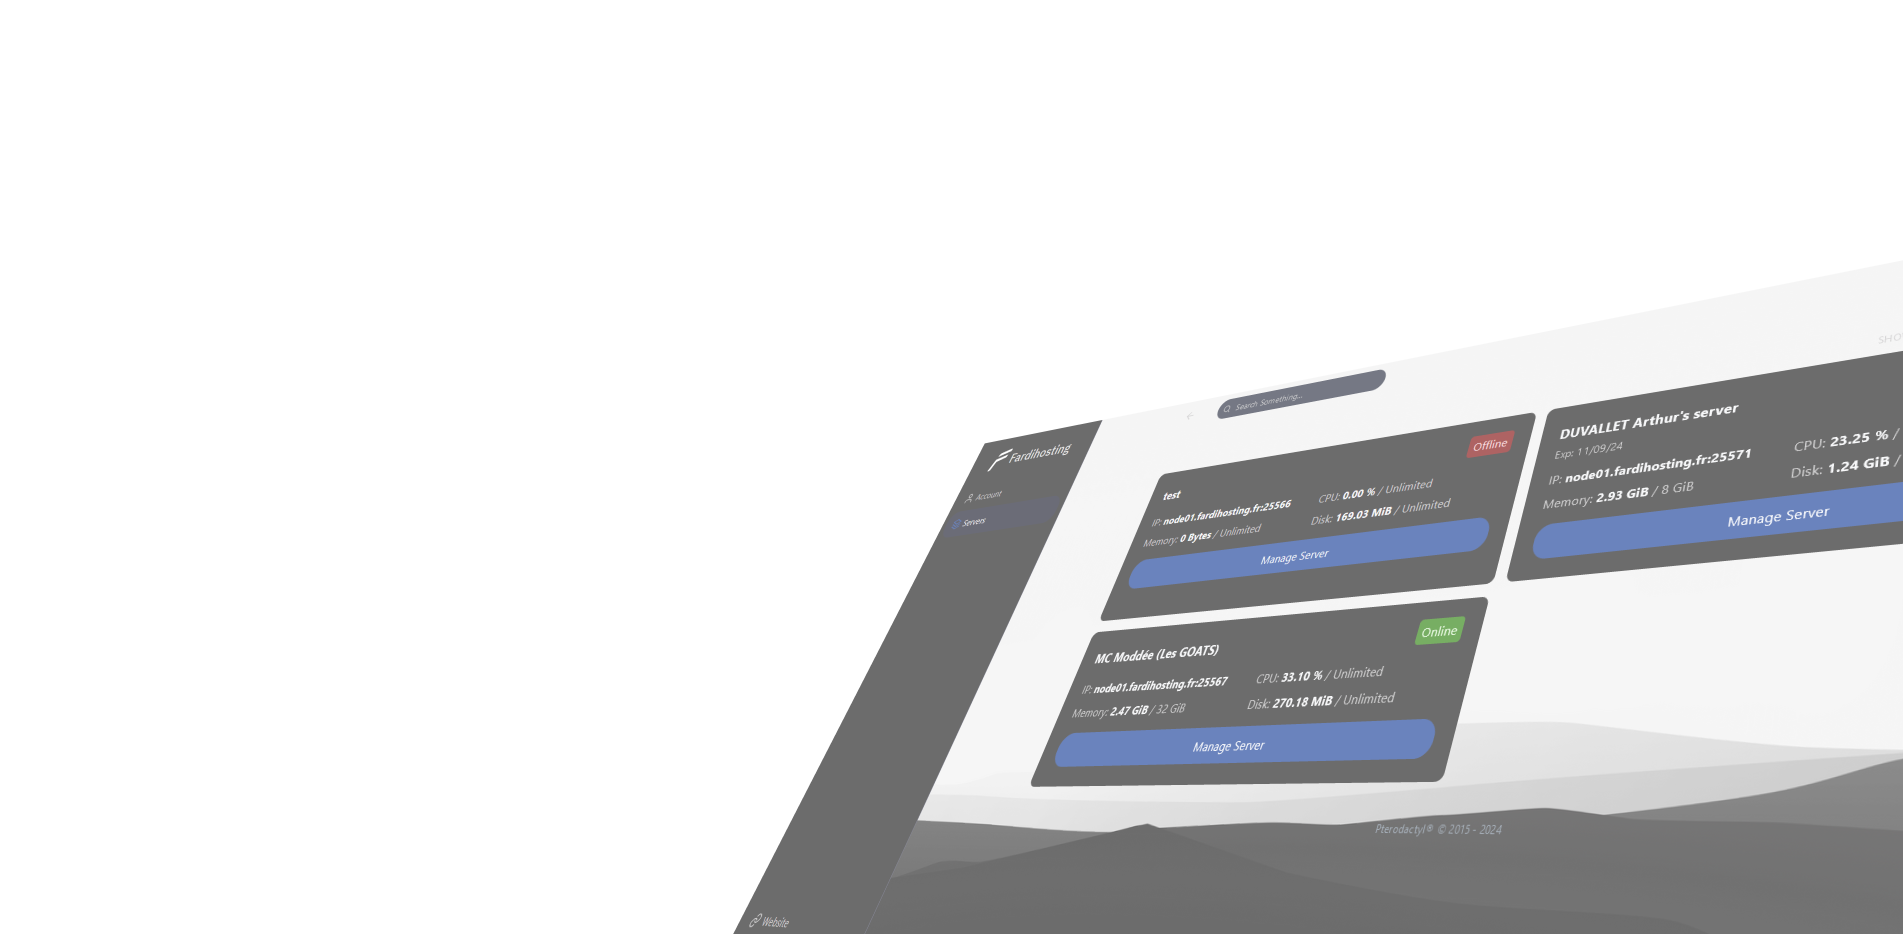 Fardihosting
Account
Servers
Website
Search Something...
SHO
test
Offline
IP: node01.fardihosting.fr:25566
CPU: 0.00 % / Unlimited
Memory: 0 Bytes / Unlimited
Disk: 169.03 MiB / Unlimited
Manage Server
DUVALLET Arthur's server
Exp: 11/09/24
IP: node01.fardihosting.fr:25571
CPU: 23.25 % /
Memory: 2.93 GiB / 8 GiB
Disk: 1.24 GiB /
Manage Server
MC Moddée (Les GOATS)
Online
IP: node01.fardihosting.fr:25567
CPU: 33.10 % / Unlimited
Memory: 2.47 GiB / 32 GiB
Disk: 270.18 MiB / Unlimited
Manage Server
Pterodactyl® © 2015 - 2024